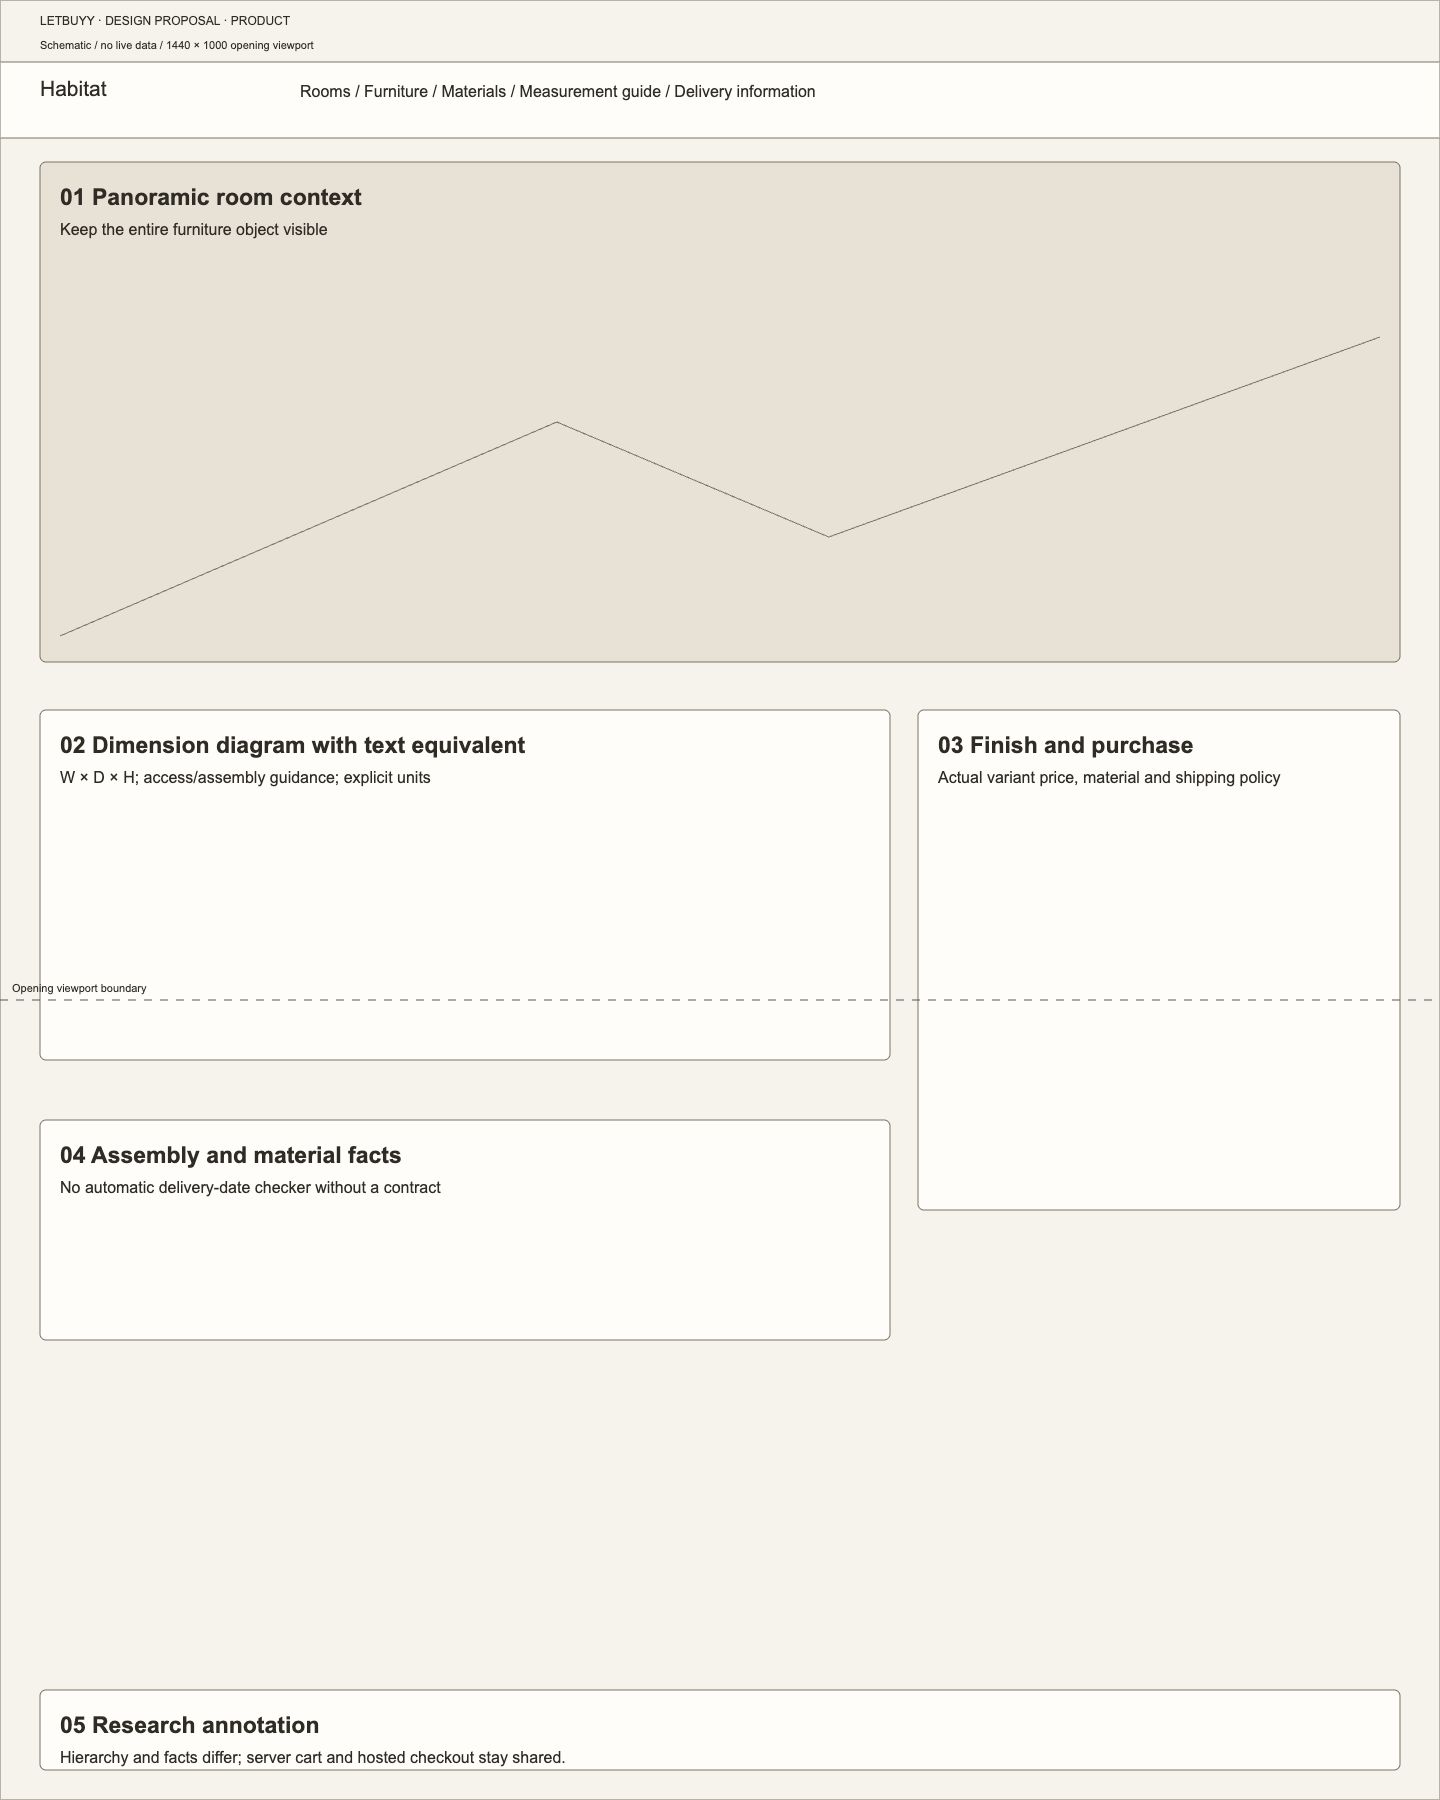 LETBUYY · DESIGN PROPOSAL · PRODUCT
Schematic / no live data / 1440 × 1000 opening viewport
Habitat
Rooms / Furniture / Materials / Measurement guide / Delivery information
01 Panoramic room context
Keep the entire furniture object visible
02 Dimension diagram with text equivalent
W × D × H; access/assembly guidance; explicit units
03 Finish and purchase
Actual variant price, material and shipping policy
Opening viewport boundary
04 Assembly and material facts
No automatic delivery-date checker without a contract
05 Research annotation
Hierarchy and facts differ; server cart and hosted checkout stay shared.